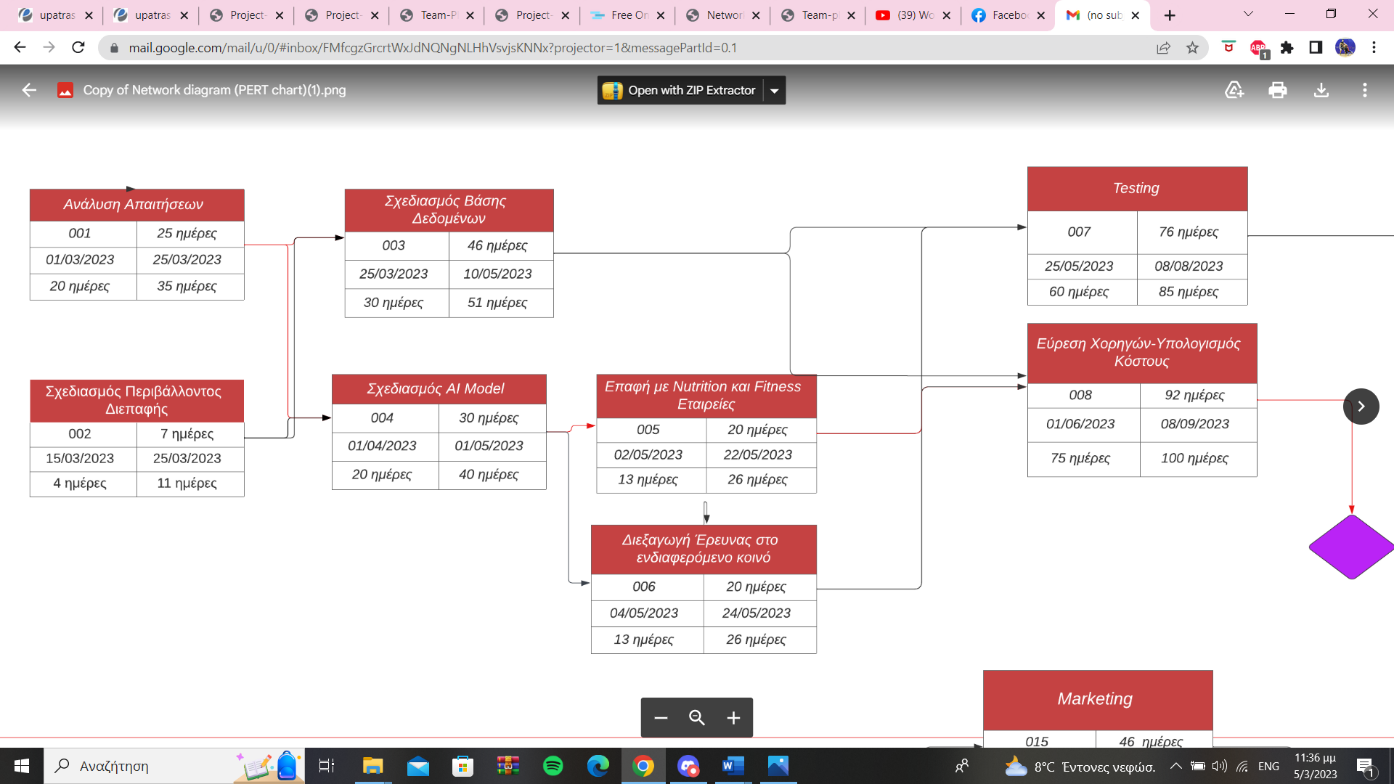 upatras
upatras
Project-
Project-
Team-Pl
Project-
Free On
Networ
Team-p
(39) Wo
Faceboo
(no sub
mail.google.com/mail/u/0/#inbox/FMfcgzGrcrtWxJdNQNgNLHhVsvjsKNNx?projector=1&messagePartId=0.1
ABP
1
Copy of Network diagram (PERT chart)(1).png
Open with ZIP Extractor
Ανάλυση Απαιτήσεων
001 25 ημέρες
01/03/2023 25/03/2023
20 ημέρες 35 ημέρες
Σχεδιασμός Περιβάλλοντος
Διεπαφής
002 7 ημέρες
15/03/2023 25/03/2023
4 ημέρες 11 ημέρες
Σχεδιασμός Βάσης
Δεδομένων
003 46 ημέρες
25/03/2023 10/05/2023
30 ημέρες 51 ημέρες
Σχεδιασμός AI Model
004 30 ημέρες
01/04/2023 01/05/2023
20 ημέρες 40 ημέρες
Επαφή με Nutrition και Fitness
Εταιρείες
005 20 ημέρες
02/05/2023 22/05/2023
13 ημέρες 26 ημέρες
Διεξαγωγή Έρευνας στο
ενδιαφερόμενο κοινό
006 20 ημέρες
04/05/2023 24/05/2023
13 ημέρες 26 ημέρες
Testing
007 76 ημέρες
25/05/2023 08/08/2023
60 ημέρες 85 ημέρες
Εύρεση Χορηγών-Υπολογισμός
Κόστους
008 92 ημέρες
01/06/2023 08/09/2023
75 ημέρες 100 ημέρες
Marketing
015 46 ημέρες
Αναζήτηση
8°C Έντονες νεφώσ.
ENG
11:36 μμ
5/3/2023
1